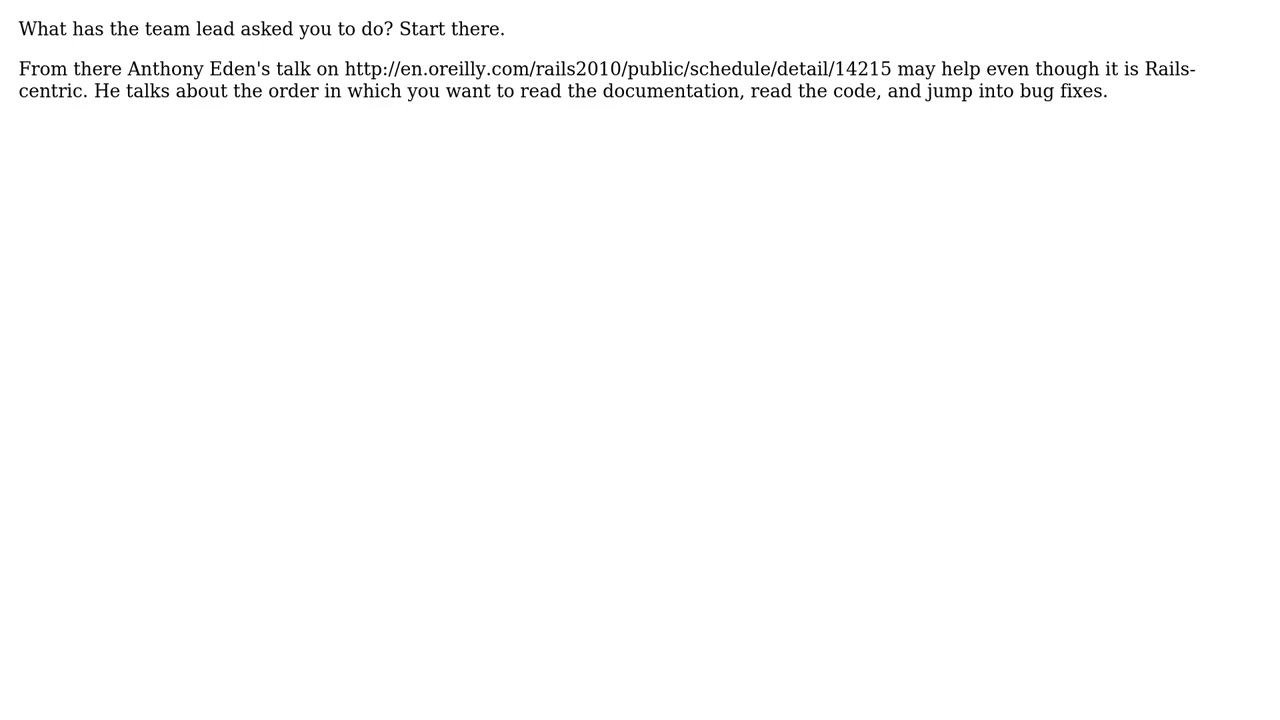 What has the team lead asked you to do? Start there.
From there Anthony Eden's talk on http://en.oreilly.com/rails2010/public/schedule/detail/14215 may help even though it is Rails-
centric. He talks about the order in which you want to read the documentation, read the code, and jump into bug fixes.